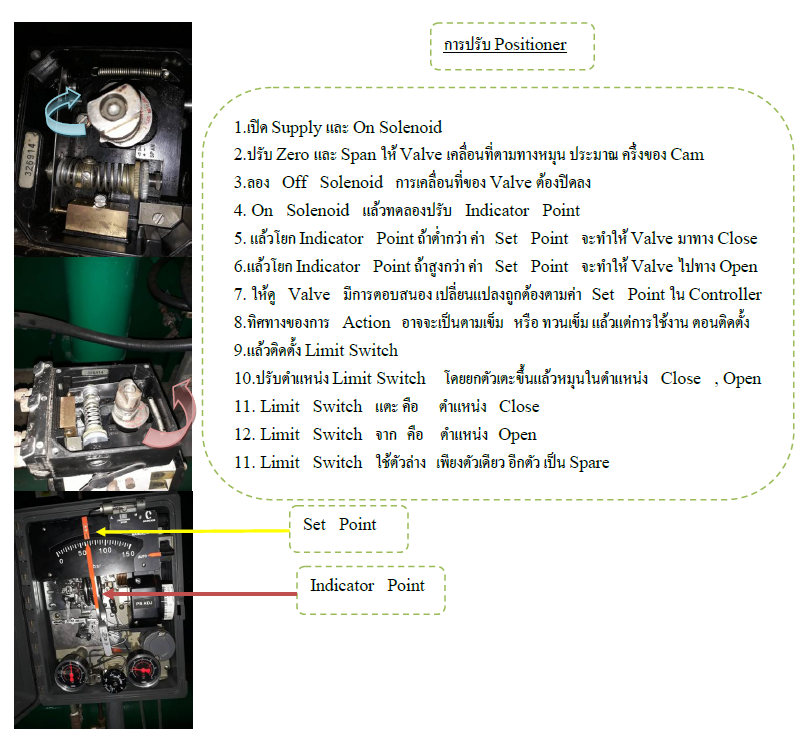 การปรับ Positioner
1.เปิด Supply และ On Solenoid
2.ปรับ Zero และ Span ให้ Valve เคลื่อนที่ตามทางหมุน ประมาณ ครึ่งของ Cam
3.ลอง Off Solenoid การเคลื่อนที่ของ Valve ต้องปิดลง
4. On Solenoid แล้วทดลองปรับ Indicator Point
5. แล้วโยก Indicator Point ถ้าต่ำกว่า ค่า Set Point จะทำให้ Valve มาทาง Close
6.แล้วโยก Indicator Point ถ้าสูงกว่า ค่า Set Point จะทำให้ Valve ไปทาง Open
7. ให้ดู Valve มีการตอบสนอง เปลี่ยนแปลงถูกต้องตามค่า Set Point ใน Controller
8.ทิศทางของการ Action อาจจะเป็นตามเข็ม หรือ ทวนเข็ม แล้วแต่การใช้งาน ตอนติดตั้ง
9.แล้วติดตั้ง Limit Switch
10.ปรับตำแหน่ง Limit Switch โดยยกตัวเตะขึ้นแล้วหมุนในตำแหน่ง Close , Open
11. Limit Switch แตะ คือ ตำแหน่ง Close
12. Limit Switch จาก คือ ตำแหน่ง Open
11. Limit Switch ใช้ตัวล่าง เพียงตัวเดียว อีกตัว เป็น Spare
Set Point
Indicator Point
326914
0 50 100 150
bar
AUTO
PB ADJ